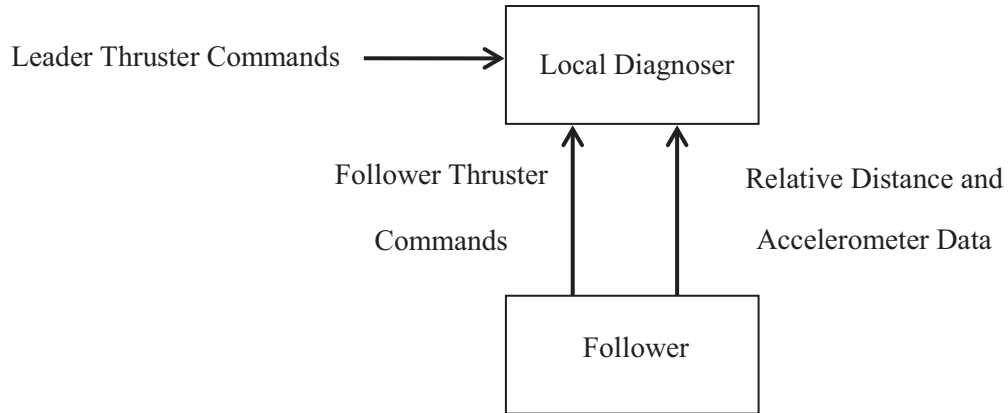 Leader Thruster Commands
Local Diagnoser
Follower Thruster
Commands
Relative Distance and
Accelerometer Data
Follower